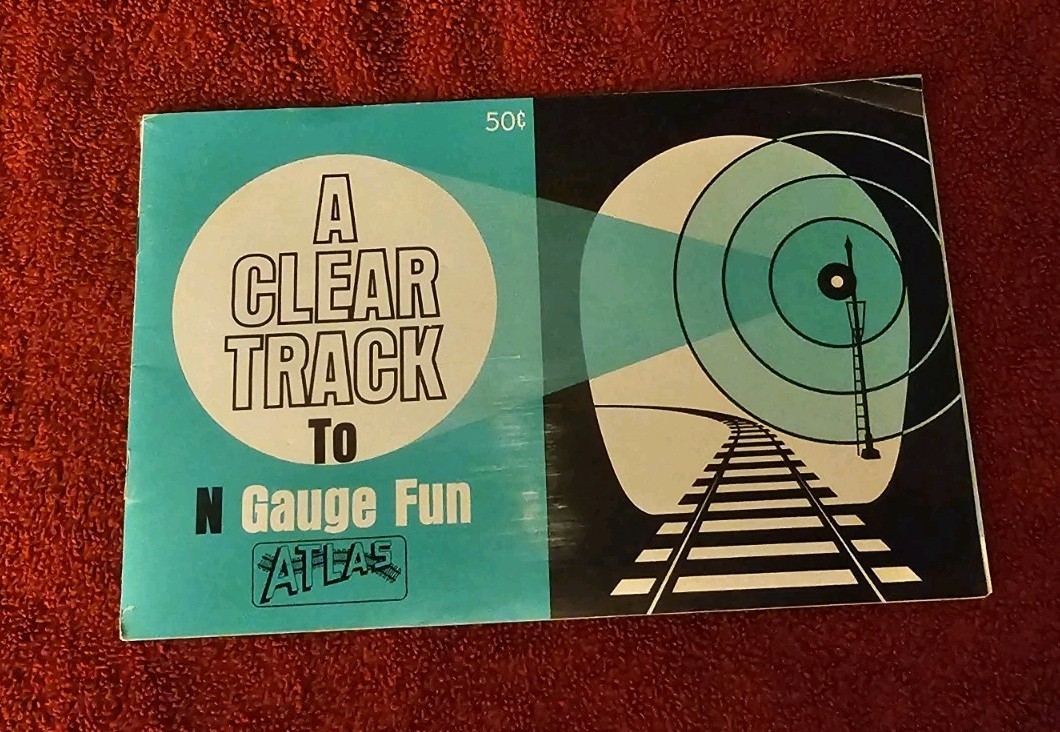 50¢
A
CLEAR
TRACK
To
N Gauge Fun
ATLAS